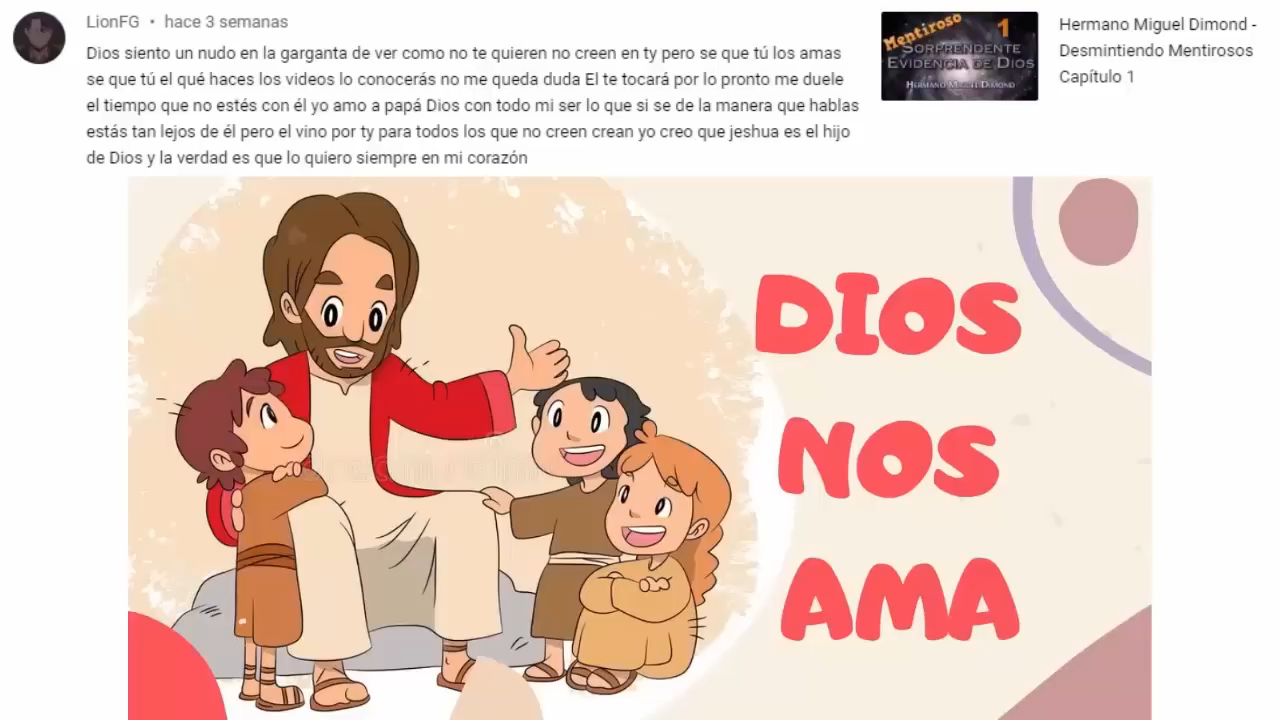 LionFG • hace 3 semanas
Dios siento un nudo en la garganta de ver como no te quieren no creen en ty pero se que tú los amas
se que tú el qué haces los videos lo conocerás no me queda duda El te tocará por lo pronto me duele
el tiempo que no estés con él yo amo a papá Dios con todo mi ser lo que si se de la manera que hablas
estás tan lejos de él pero el vino por ty para todos los que no creen crean yo creo que jeshua es el hijo
de Dios y la verdad es que lo quiero siempre en mi corazón
Mentiroso 1
SORPRENDENTE
EVIDENCIA DE DIOS
HERMANO MIGUEL DIMOND
Hermano Miguel Dimond -
Desmintiendo Mentirosos
Capítulo 1
DIOS
NOS
AMA